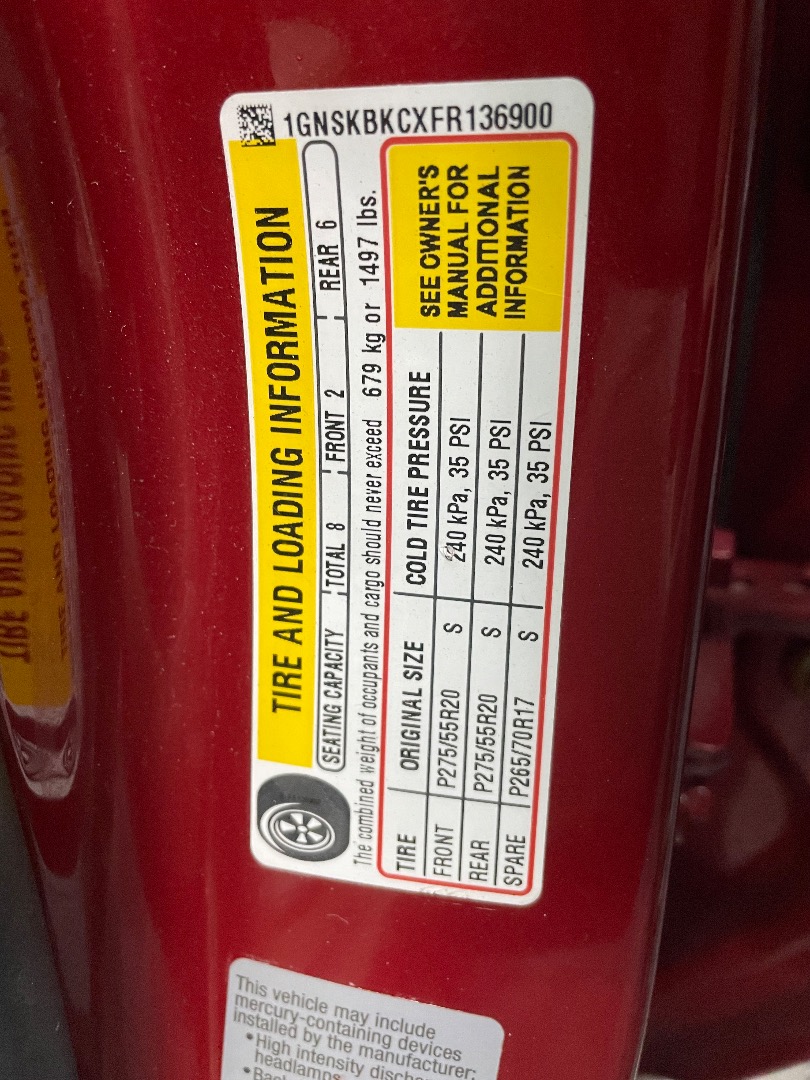 1GNSKBKCXFR136900
TIRE AND LOADING INFORMATION
SEATING CAPACITY TOTAL 8 FRONT 2 REAR 6
The combined weight of occupants and cargo should never exceed 679 kg or 1497 lbs.
TIRE ORIGINAL SIZE COLD TIRE PRESSURE
FRONT P275/55R20 S 240 kPa, 35 PSI
REAR P275/55R20 S 240 kPa, 35 PSI
SPARE P265/70R17 S 240 kPa, 35 PSI
SEE OWNER'S
MANUAL FOR
ADDITIONAL
INFORMATION
This vehicle may include
mercury-containing devices
installed by the manufacturer:
• High intensity
headlamps